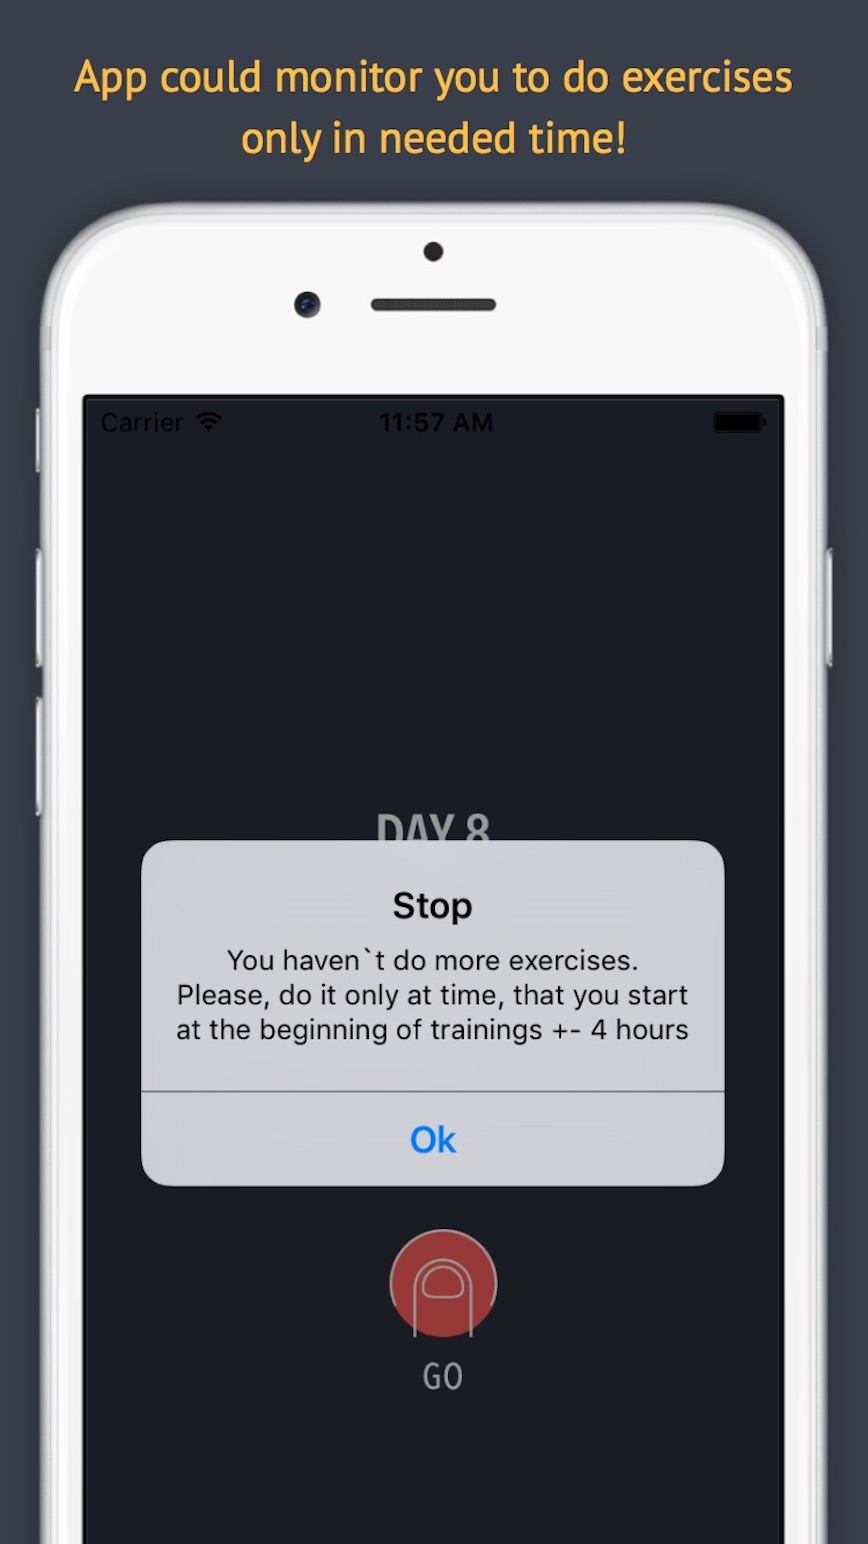 App could monitor you to do exercises
only in needed time!
Carrier
11:57 AM
DAY 8
Stop
You haven`t do more exercises.
Please, do it only at time, that you start
at the beginning of trainings +- 4 hours
Ok
GO